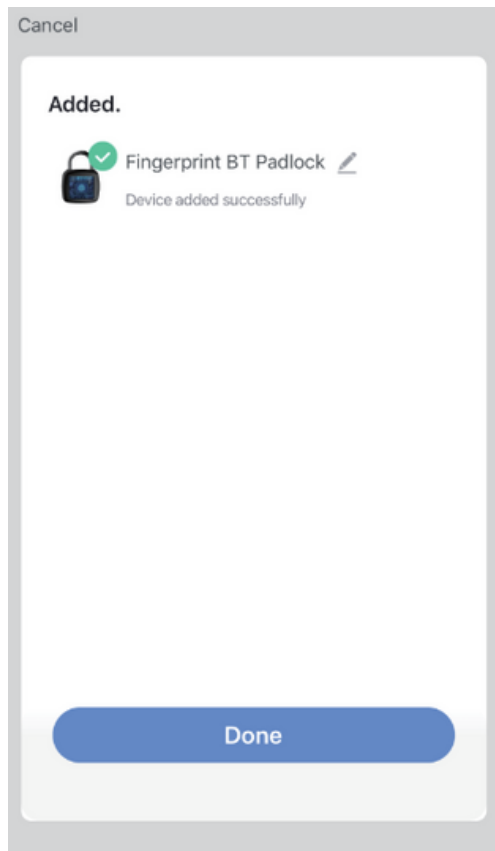 Cancel
Added.
Fingerprint BT Padlock
Device added successfully
Done